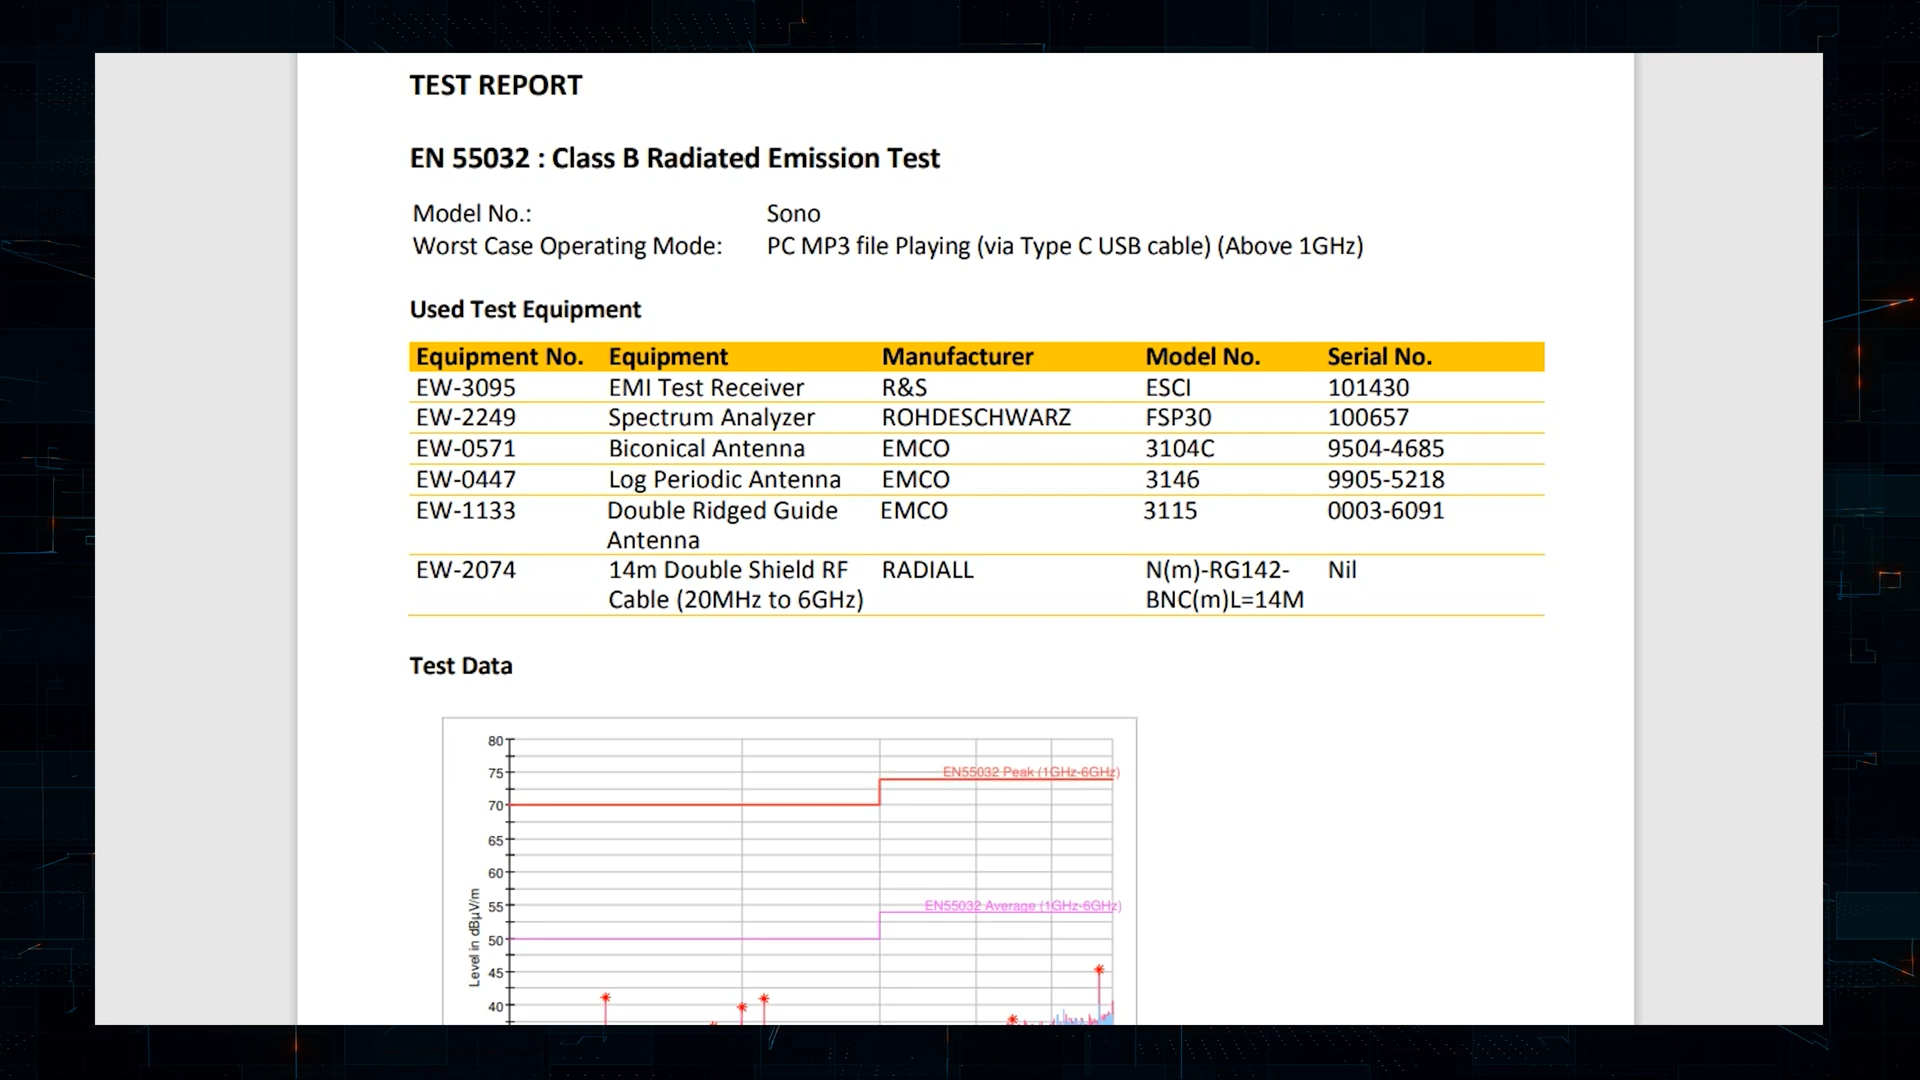 TEST REPORT
EN 55032 : Class B Radiated Emission Test
Model No.: Sono
Worst Case Operating Mode: PC MP3 file Playing (via Type C USB cable) (Above 1GHz)
Used Test Equipment
Equipment No. Equipment Manufacturer Model No. Serial No.
EW-3095 EMI Test Receiver R&S ESCI 101430
EW-2249 Spectrum Analyzer ROHDESCHWARZ FSP30 100657
EW-0571 Biconical Antenna EMCO 3104C 9504-4685
EW-0447 Log Periodic Antenna EMCO 3146 9905-5218
EW-1133 Double Ridged Guide EMCO 3115 0003-6091
Antenna
EW-2074 14m Double Shield RF RADIALL N(m)-RG142- Nil
Cable (20MHz to 6GHz) BNC(m)L=14M
Test Data
80
EN55032 Peak (1GHz-6GHz)
75
70
65
60
EN55032 Average (1GHz-6GHz)
55
50
45
40
Level in dBµV/m